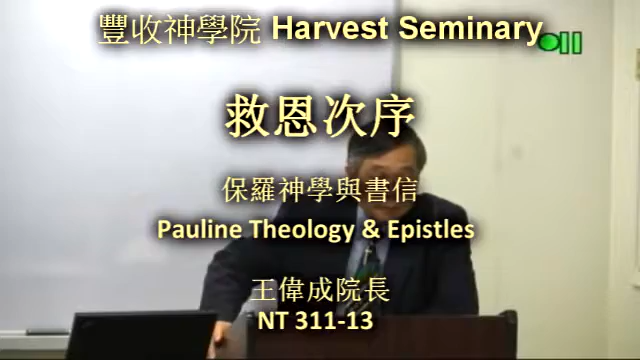 豐收神學院 Harvest Seminary
救恩次序
保羅神學與書信
Pauline Theology & Epistles
王偉成院長
NT 311-13